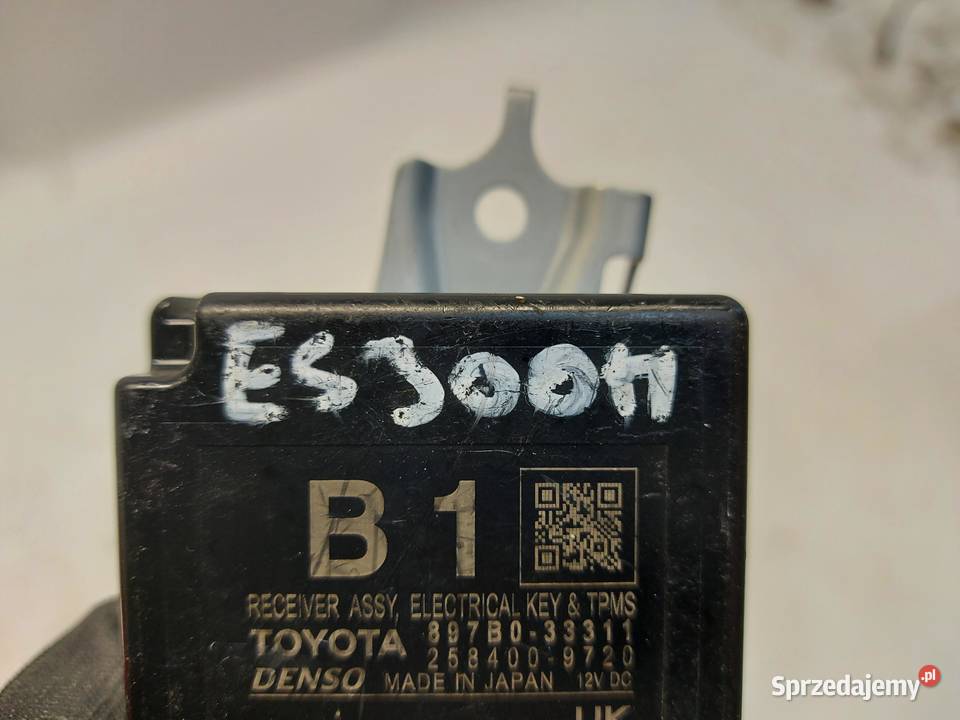 ES300H
B1
RECEIVER ASSY, ELECTRICAL KEY & TPMS
TOYOTA 897B0-33311
258400-9720
DENSO MADE IN JAPAN 12V DC
UK
Sprzedajemy.pl